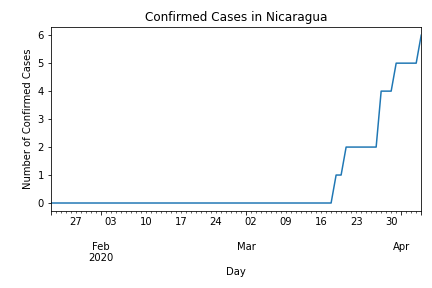 Confirmed Cases in Nicaragua
Number of Confirmed Cases
6
5
4
3
2
1
0
27 03 10 17 24 02 09 16 23 30
Feb Mar Apr
2020
Day